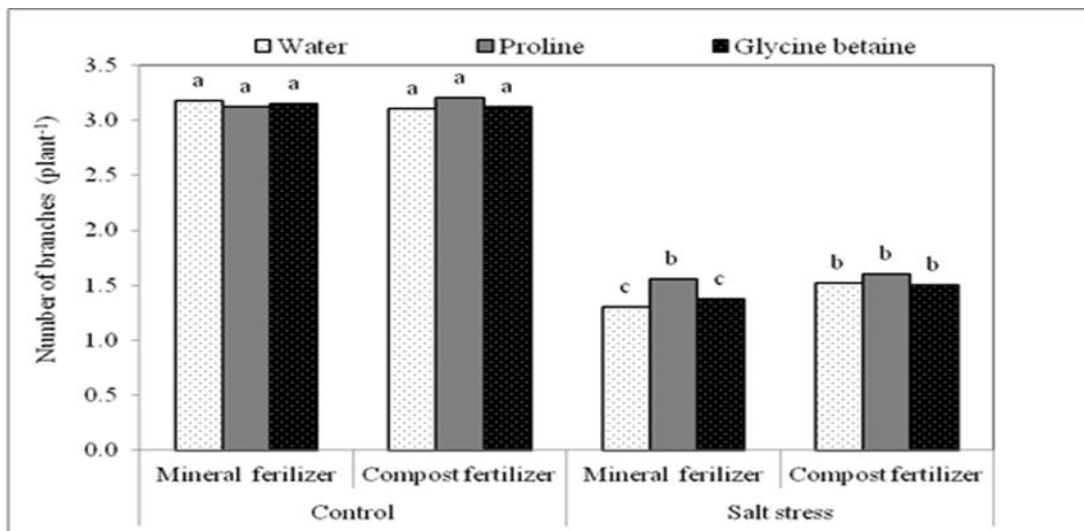 Water Proline Glycine betaine
Number of branches (plant⁻¹)
3.5
3.0
2.5
2.0
1.5
1.0
0.5
0.0
a a a a a a
c b c b b b
Mineral ferilizer Compost fertilizer Mineral ferilizer Compost fertilizer
Control Salt stress